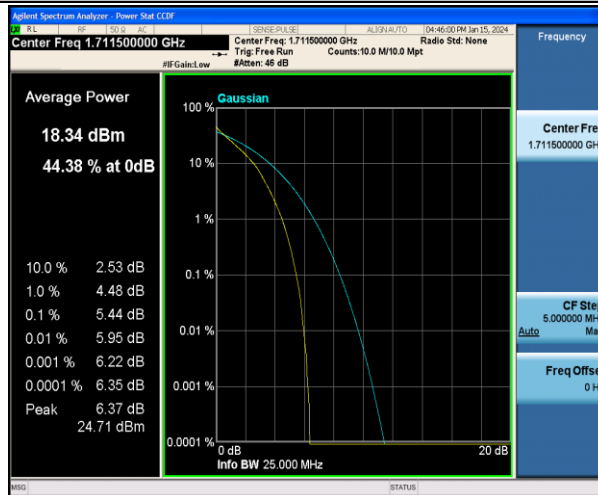 Agilent Spectrum Analyzer - Power Stat CCDF
RL RF 50 Ω AC SENSE:PULSE ALIGN AUTO 04:46:00 PM Jan 15, 2024
Center Freq 1.711500000 GHz
Center Freq: 1.711500000 GHz Radio Std: None
Trig: Free Run Counts:10.0 M/10.0 Mpt
#IFGain:Low #Atten: 46 dB
Frequency
Average Power
18.34 dBm
44.38 % at 0dB
10.0 % 2.53 dB
1.0 % 4.48 dB
0.1 % 5.44 dB
0.01 % 5.95 dB
0.001 % 6.22 dB
0.0001 % 6.35 dB
Peak 6.37 dB
24.71 dBm
Gaussian
100 %
10 %
1 %
0.1 %
0.01 %
0.001 %
0.0001 %
0 dB 20 dB
Info BW 25.000 MHz
Center Fre
1.711500000 GH
CF Ste
5.000000 MH
Auto Ma
Freq Offse
0 H
MSG STATUS